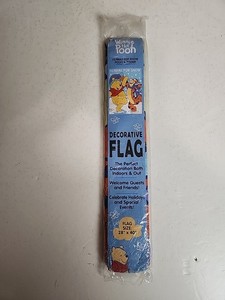 Winnie
the
Pooh
DECORATIVE
FLAG
The Perfect
Decoration Both
Indoors & Out
Welcome Guests
and Friends!
Celebrate Holidays
and Special
Events!
FLAG
SIZE:
28" x 40"